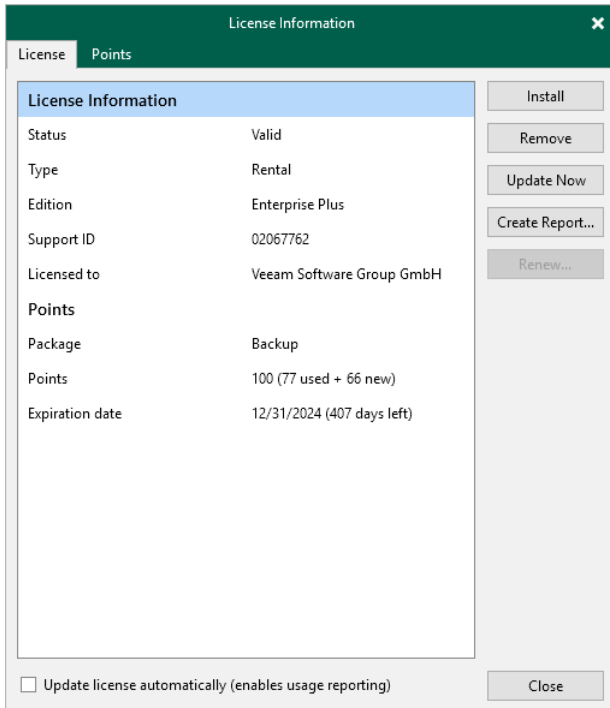 License Information
License Points
License Information
Status Valid
Type Rental
Edition Enterprise Plus
Support ID 02067762
Licensed to Veeam Software Group GmbH
Points
Package Backup
Points 100 (77 used + 66 new)
Expiration date 12/31/2024 (407 days left)
Install
Remove
Update Now
Create Report...
Renew...
Update license automatically (enables usage reporting)
Close